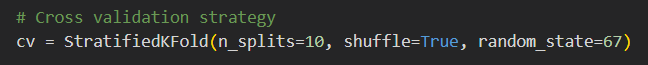 # Cross validation strategy
cv = StratifiedKFold(n_splits=10, shuffle=True, random_state=67)